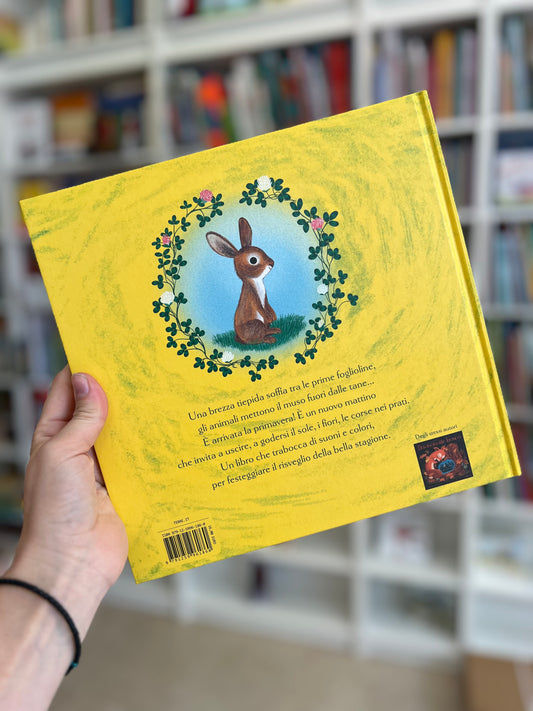 Una brezza tiepida soffia tra le prime foglioline,
gli animali mettono il muso fuori dalle tane...
È arrivata la primavera! È un nuovo mattino
che invita a uscire, a godersi il sole, i fiori, le corse nei prati.
Un libro che trabocca di suoni e colori,
per festeggiare il risveglio della bella stagione.
Dagli stessi autori
TERRE.IT